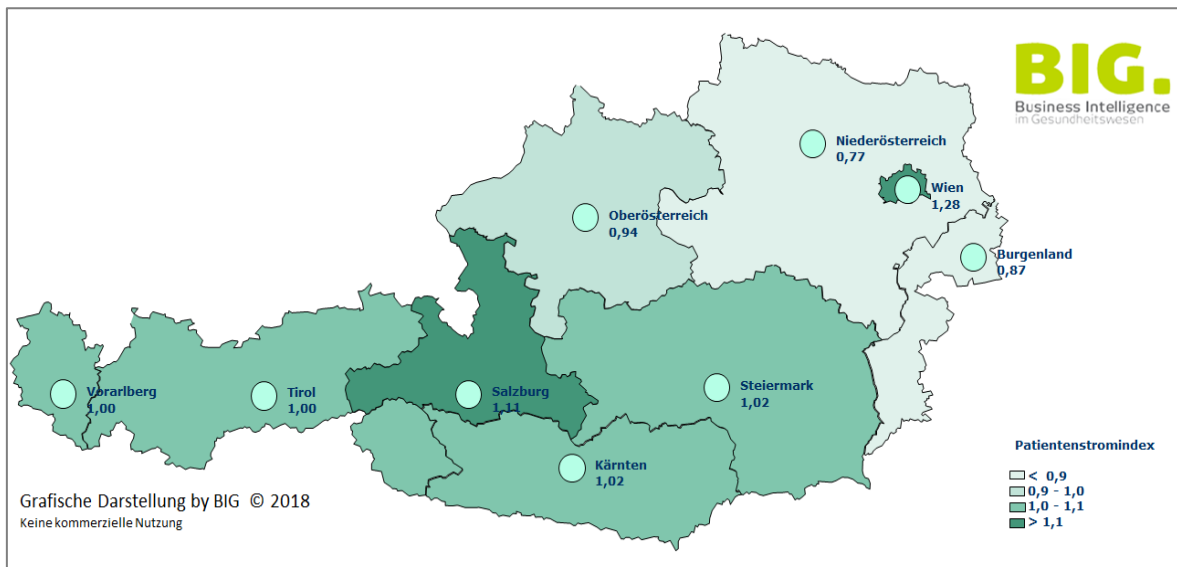 BIG.
Business Intelligence
im Gesundheitswesen
Niederösterreich
0,77
Wien
1,28
Oberösterreich
0,94
Burgenland
0,87
Vorarlberg
1,00
Tirol
1,00
Salzburg
1,11
Steiermark
1,02
Kärnten
1,02
Patientenstromindex
< 0,9
0,9 - 1,0
1,0 - 1,1
> 1,1
Grafische Darstellung by BIG © 2018
Keine kommerzielle Nutzung